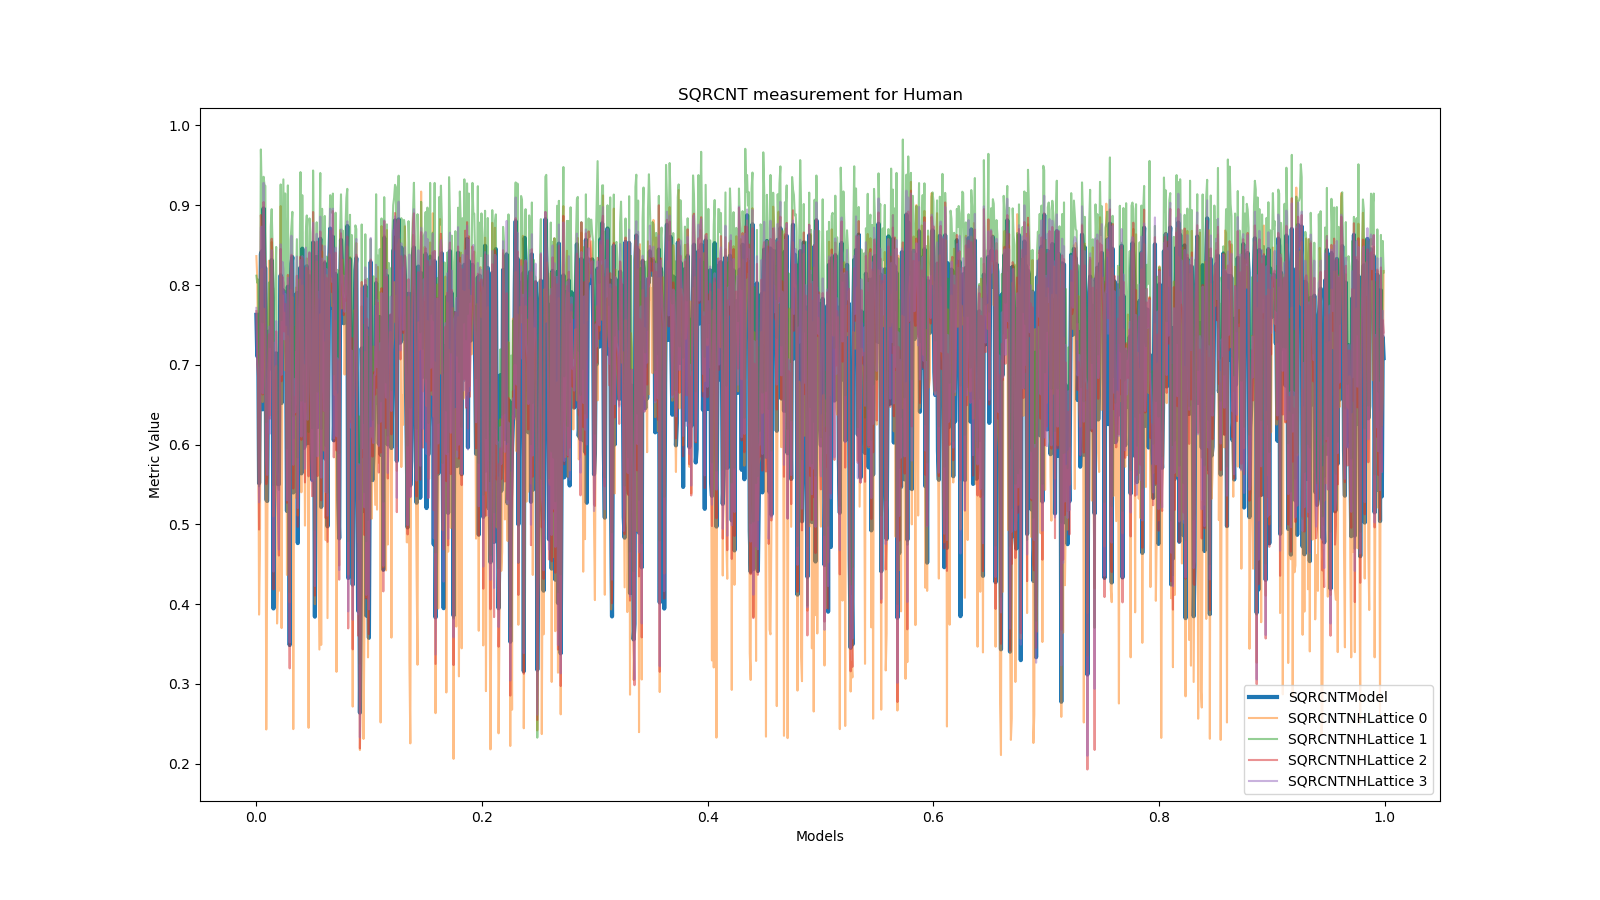 SQRCNT measurement for Human
1.0
0.9
0.8
0.7
0.6
0.5
0.4
0.3
0.2
Metric Value
0.0 0.2 0.4 0.6 0.8 1.0
Models
SQRCNTModel
SQRCNTNHLattice 0
SQRCNTNHLattice 1
SQRCNTNHLattice 2
SQRCNTNHLattice 3